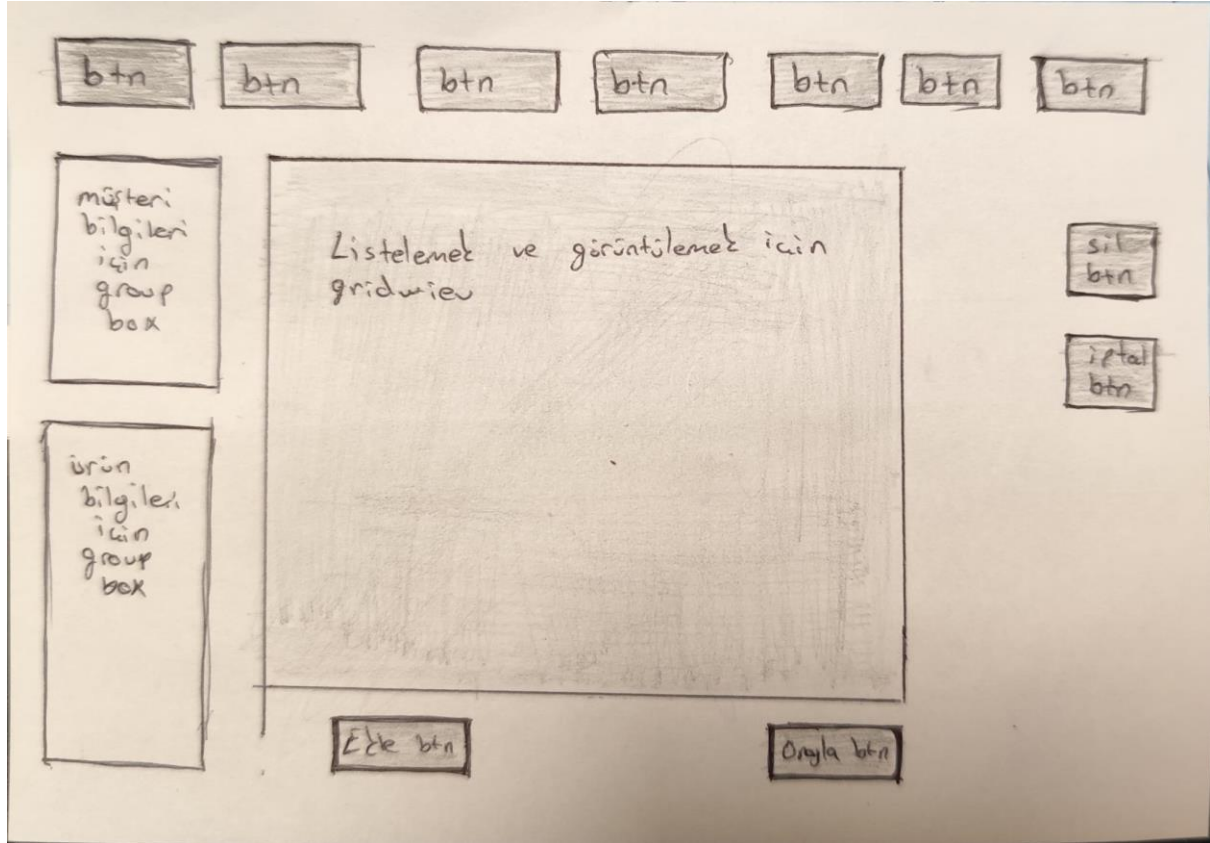 btn
btn
btn
btn
btn
btn
btn
müşteri
bilgileri
için
group
box
Listelemek ve görüntülemek için
gridwiev
sil
btn
iptal
btn
ürün
bilgileri
için
group
box
Ekle btn
Onayla btn